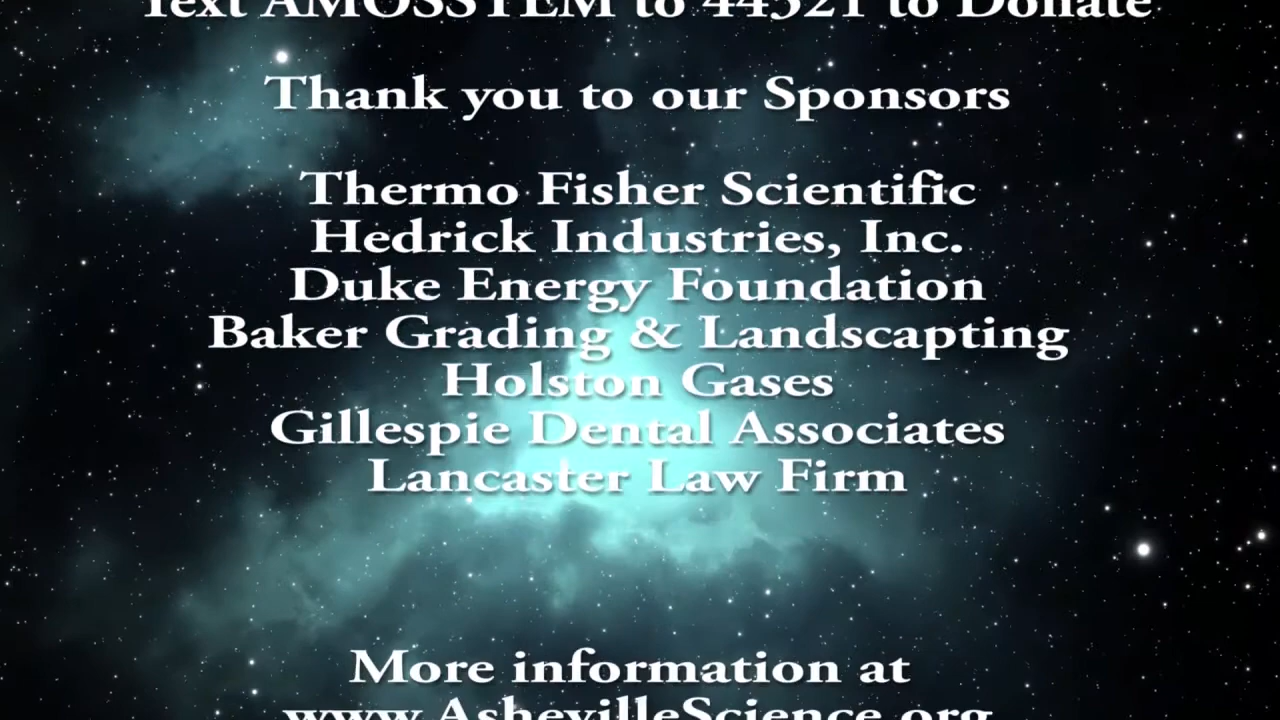 Text AMOSSTEM to 44321 to Donate
Thank you to our Sponsors
Thermo Fisher Scientific
Hedrick Industries, Inc.
Duke Energy Foundation
Baker Grading & Landscapting
Holston Gases
Gillespie Dental Associates
Lancaster Law Firm
More information at
www.AshevilleScience.org